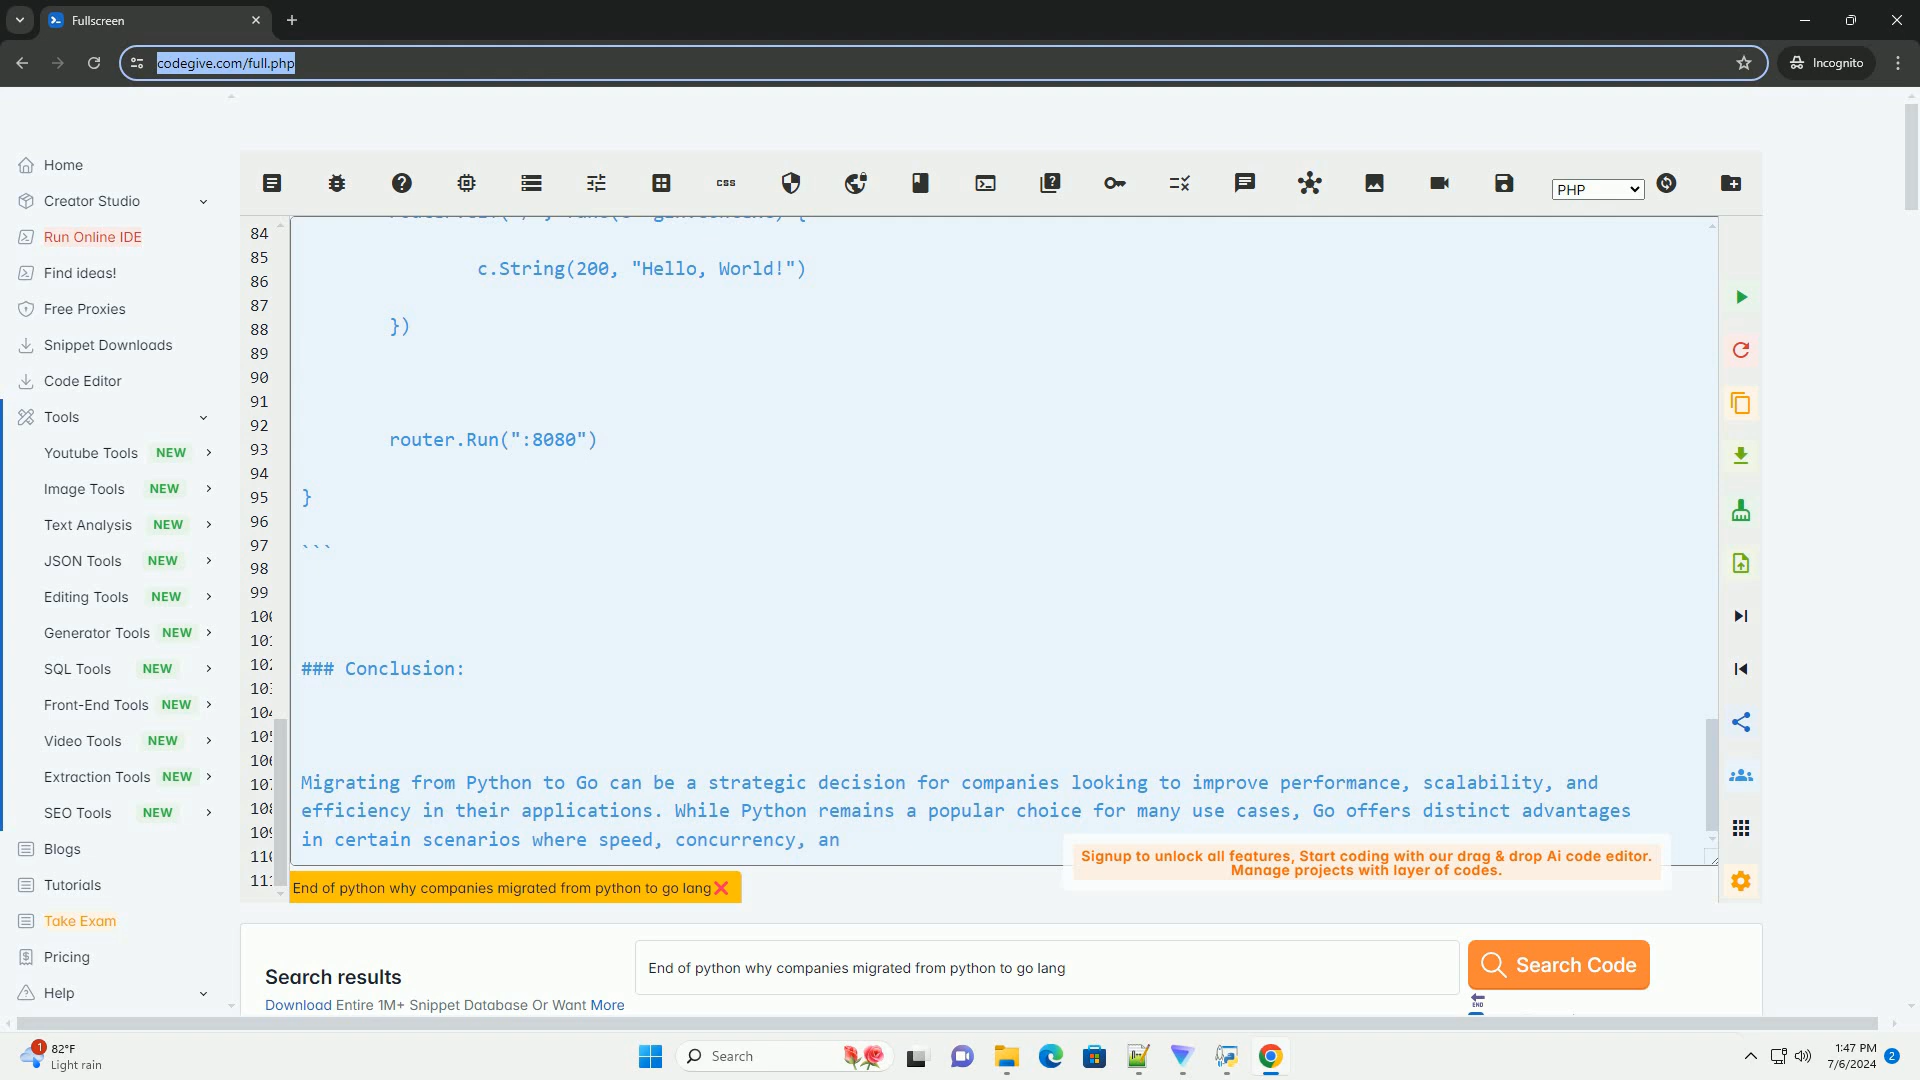 Fullscreen
codegive.com/full.php
Incognito
Home
Creator Studio
Run Online IDE
Find ideas!
Free Proxies
Snippet Downloads
Code Editor
Tools
Youtube Tools NEW
Image Tools NEW
Text Analysis NEW
JSON Tools NEW
Editing Tools NEW
Generator Tools NEW
SQL Tools NEW
Front-End Tools NEW
Video Tools NEW
Extraction Tools NEW
SEO Tools NEW
Blogs
Tutorials
Take Exam
Pricing
Help
css
PHP
84
85
86
87
88
89
90
91
92
93
94
95
96
97
98
99
c.String(200, "Hello, World!")
})
router.Run(":8080")
}
```
### Conclusion:
Migrating from Python to Go can be a strategic decision for companies looking to improve performance, scalability, and
efficiency in their applications. While Python remains a popular choice for many use cases, Go offers distinct advantages
in certain scenarios where speed, concurrency, an
Signup to unlock all features, Start coding with our drag & drop Ai code editor.
Manage projects with layer of codes.
End of python why companies migrated from python to go lang
Search results
Download Entire 1M+ Snippet Database Or Want More
End of python why companies migrated from python to go lang
Search Code
END
1
82°F
Light rain
Search
1:47 PM
7/6/2024
2